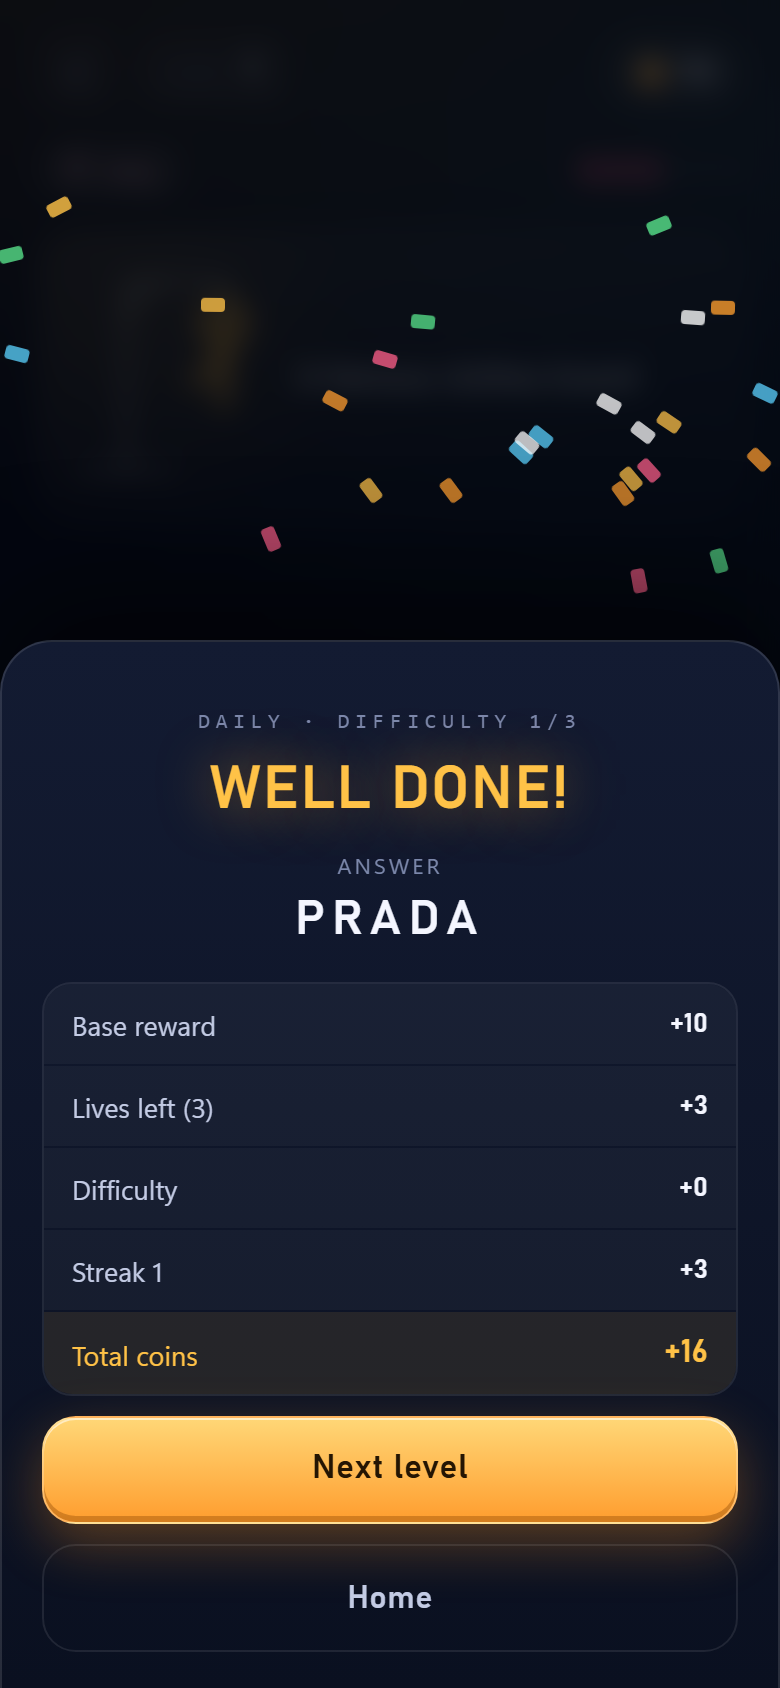 DAILY · DIFFICULTY 1/3
WELL DONE!
ANSWER
PRADA
Base reward +10
Lives left (3) +3
Difficulty +0
Streak 1 +3
Total coins +16
Next level
Home